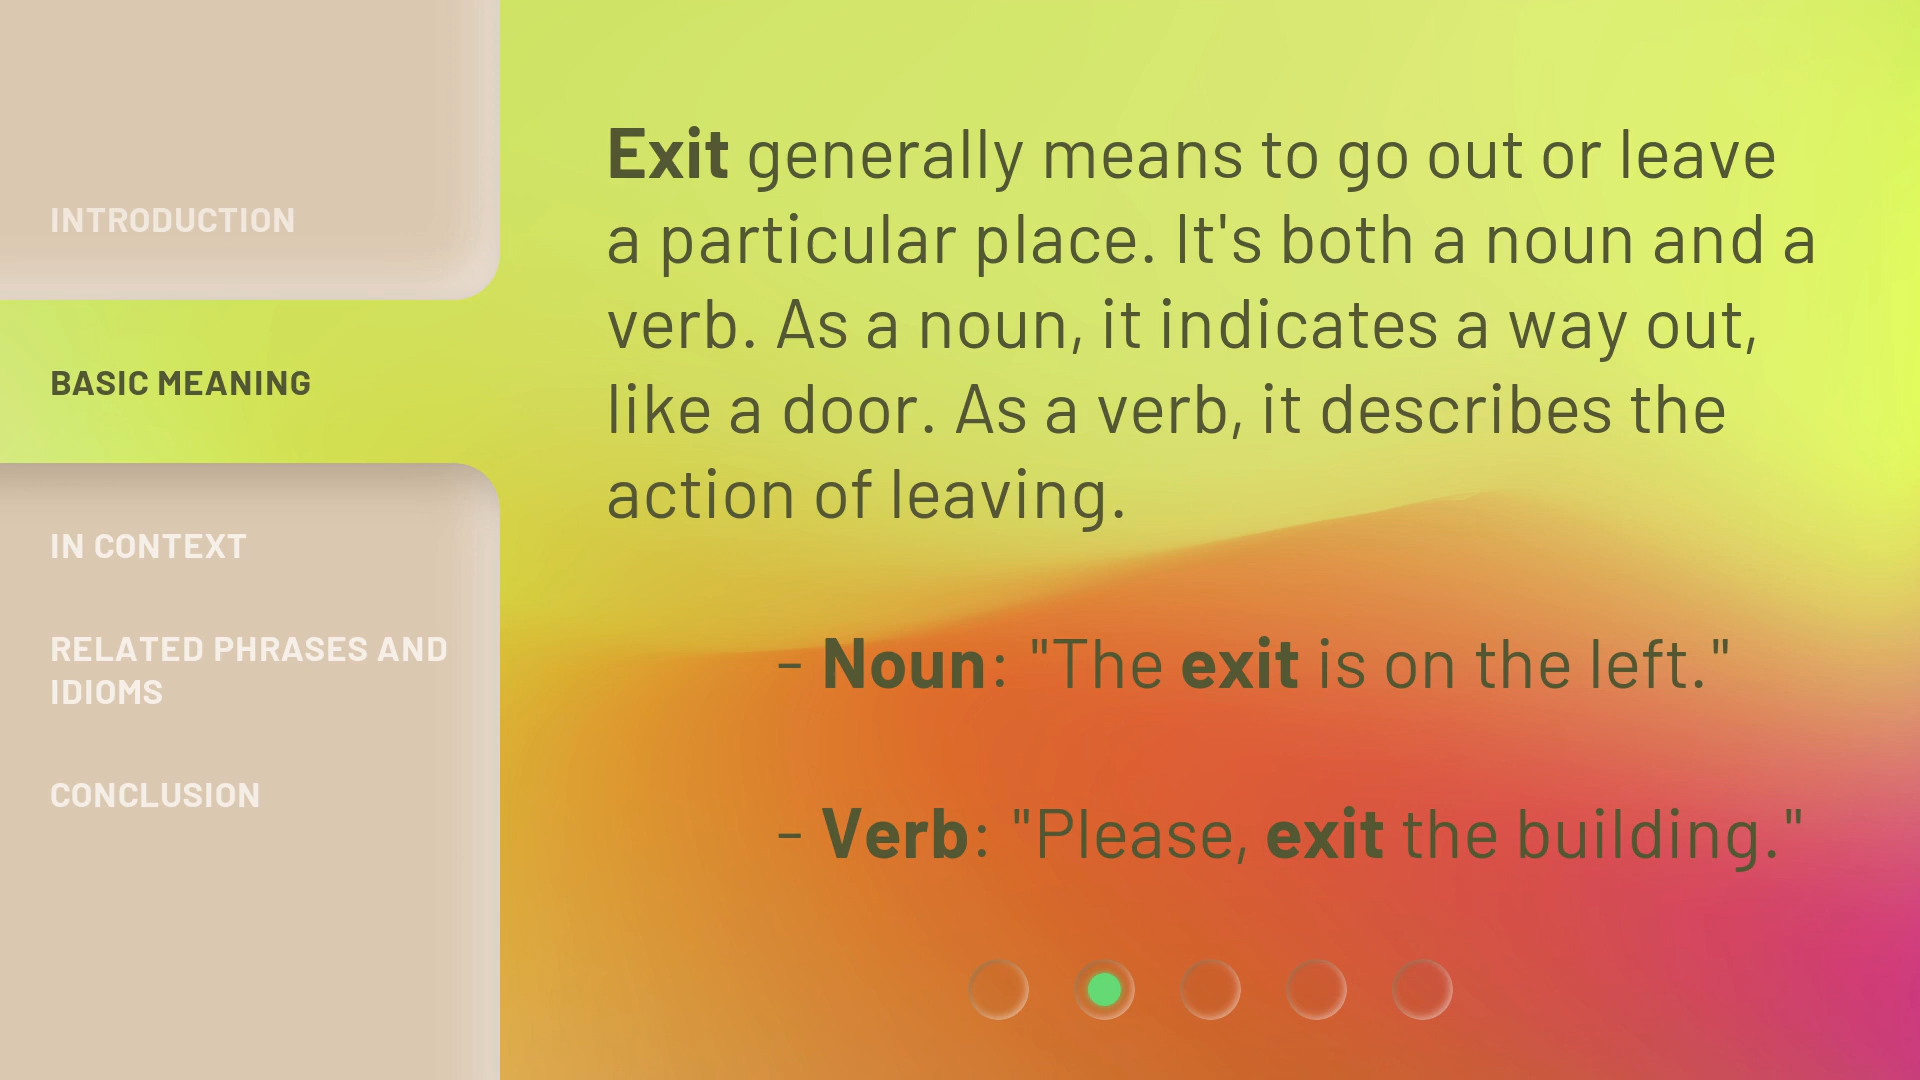 INTRODUCTION
BASIC MEANING
IN CONTEXT
RELATED PHRASES AND
IDIOMS
CONCLUSION
Exit generally means to go out or leave
a particular place. It's both a noun and a
verb. As a noun, it indicates a way out,
like a door. As a verb, it describes the
action of leaving.
- Noun: "The exit is on the left."
- Verb: "Please, exit the building."